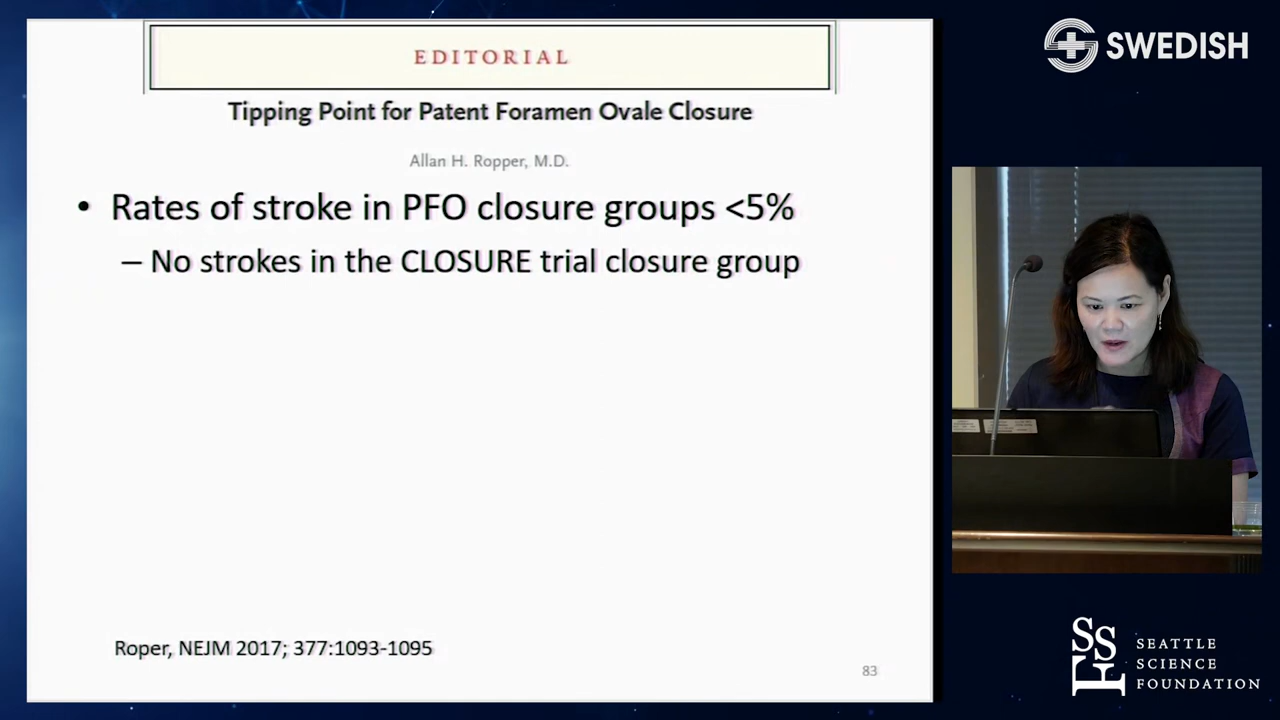 EDITORIAL
Tipping Point for Patent Foramen Ovale Closure
Allan H. Ropper, M.D.
• Rates of stroke in PFO closure groups <5%
– No strokes in the CLOSURE trial closure group
Roper, NEJM 2017; 377:1093-1095
83
SWEDISH
SSF
SEATTLE
SCIENCE
FOUNDATION